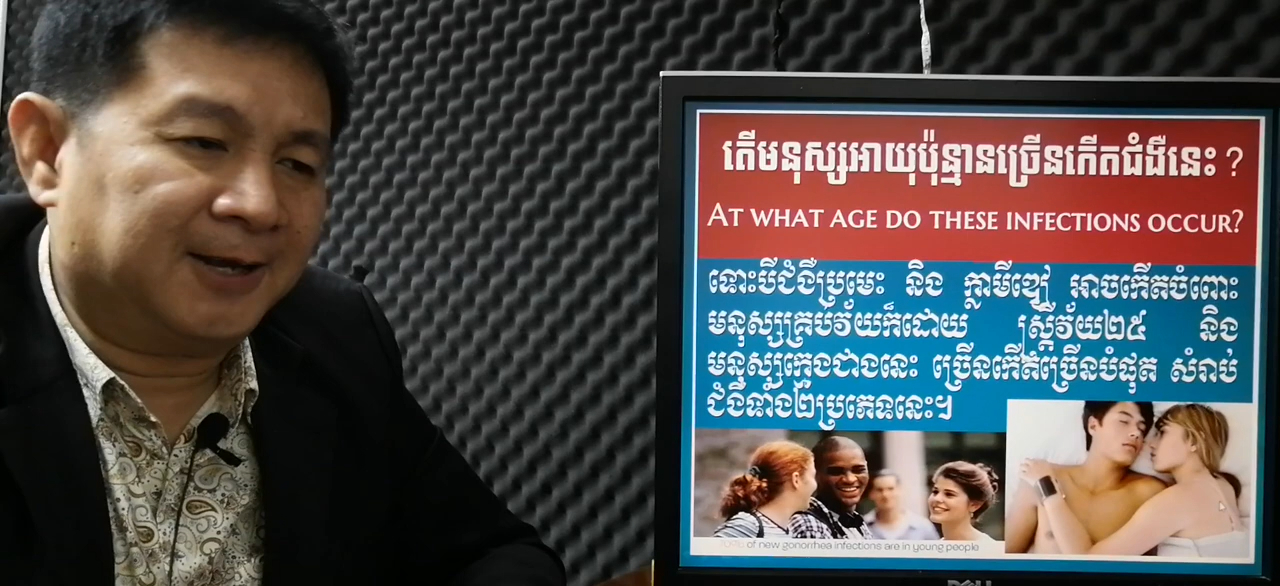 តើមនុស្សអាយុប៉ុន្មានច្រើនកើតជំងឺនេះ ?
AT WHAT AGE DO THESE INFECTIONS OCCUR?
ទោះបីជំងឺប្រមេះ និង ក្លាមីឌៀ អាចកើតចំពោះ
មនុស្សគ្រប់វ័យក៏ដោយ ស្ត្រីវ័យ២៥ និង
មនុស្សក្មេងជាងនេះ ច្រើនកើតច្រើនបំផុត សំរាប់
ជំងឺទាំង២ប្រភេទនេះ។
of new gonorrhea infections are in young people